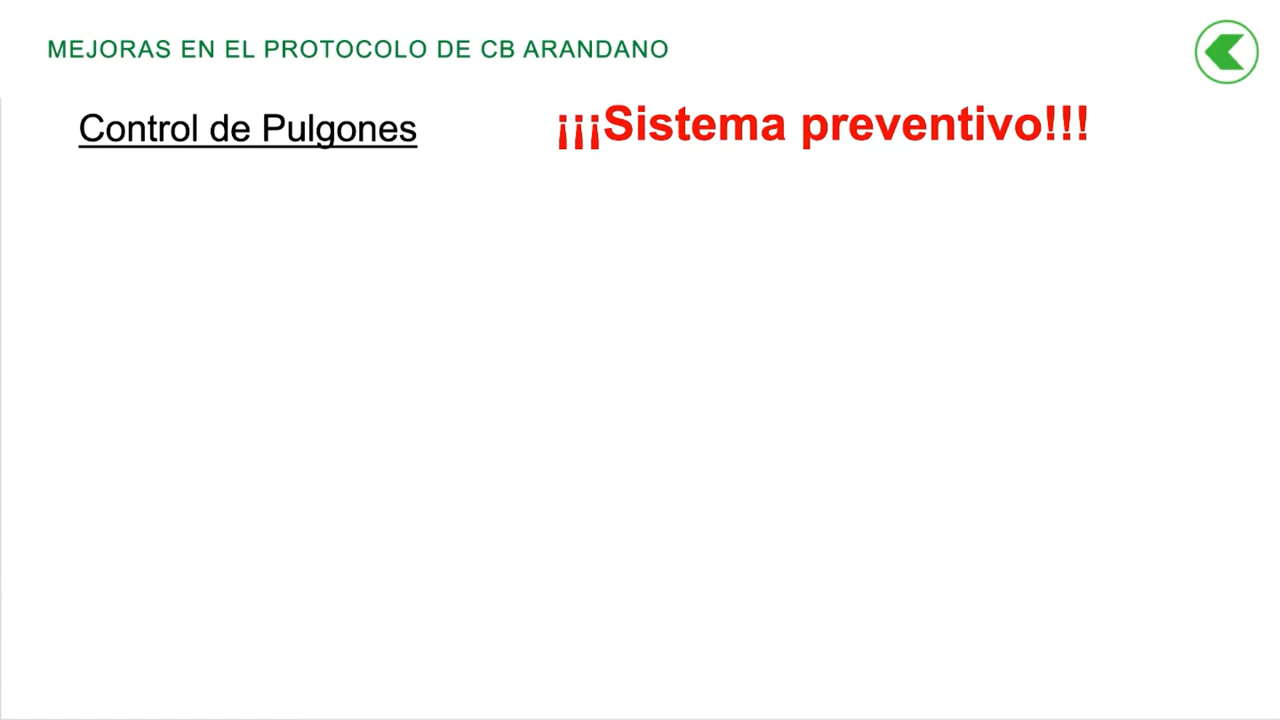 MEJORAS EN EL PROTOCOLO DE CB ARANDANO
Control de Pulgones
¡¡¡Sistema preventivo!!!